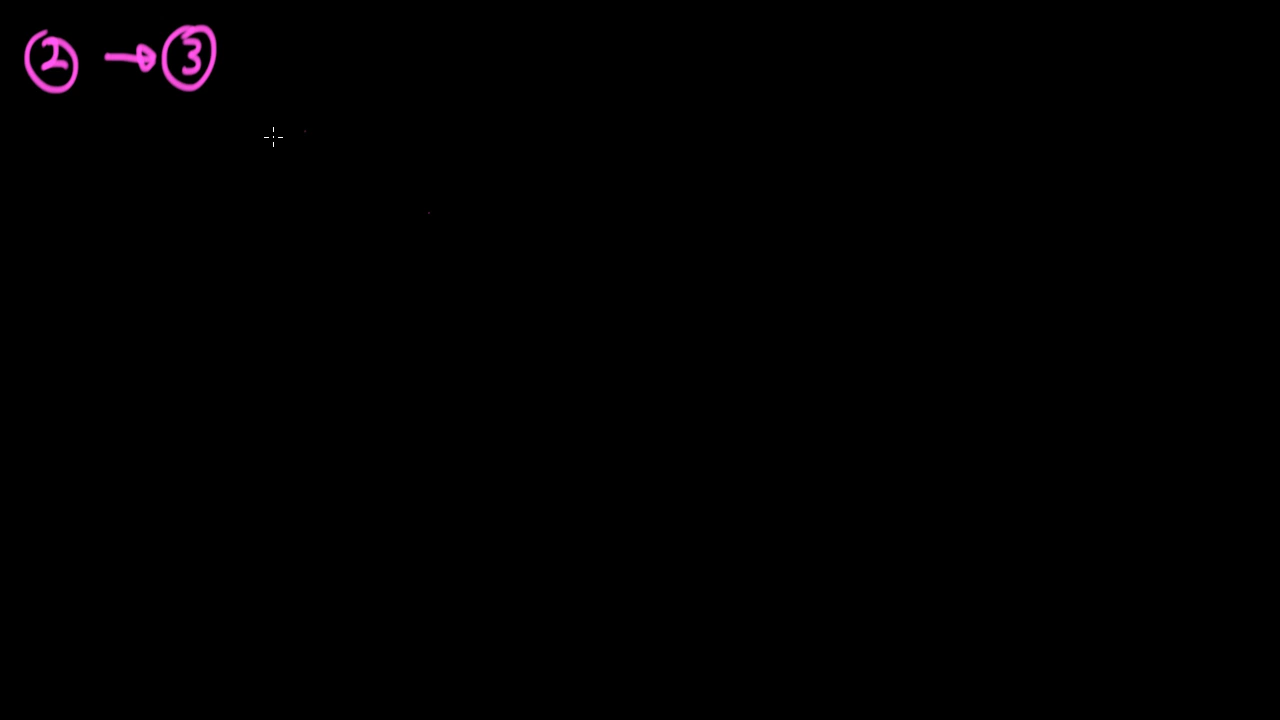 ② → ③